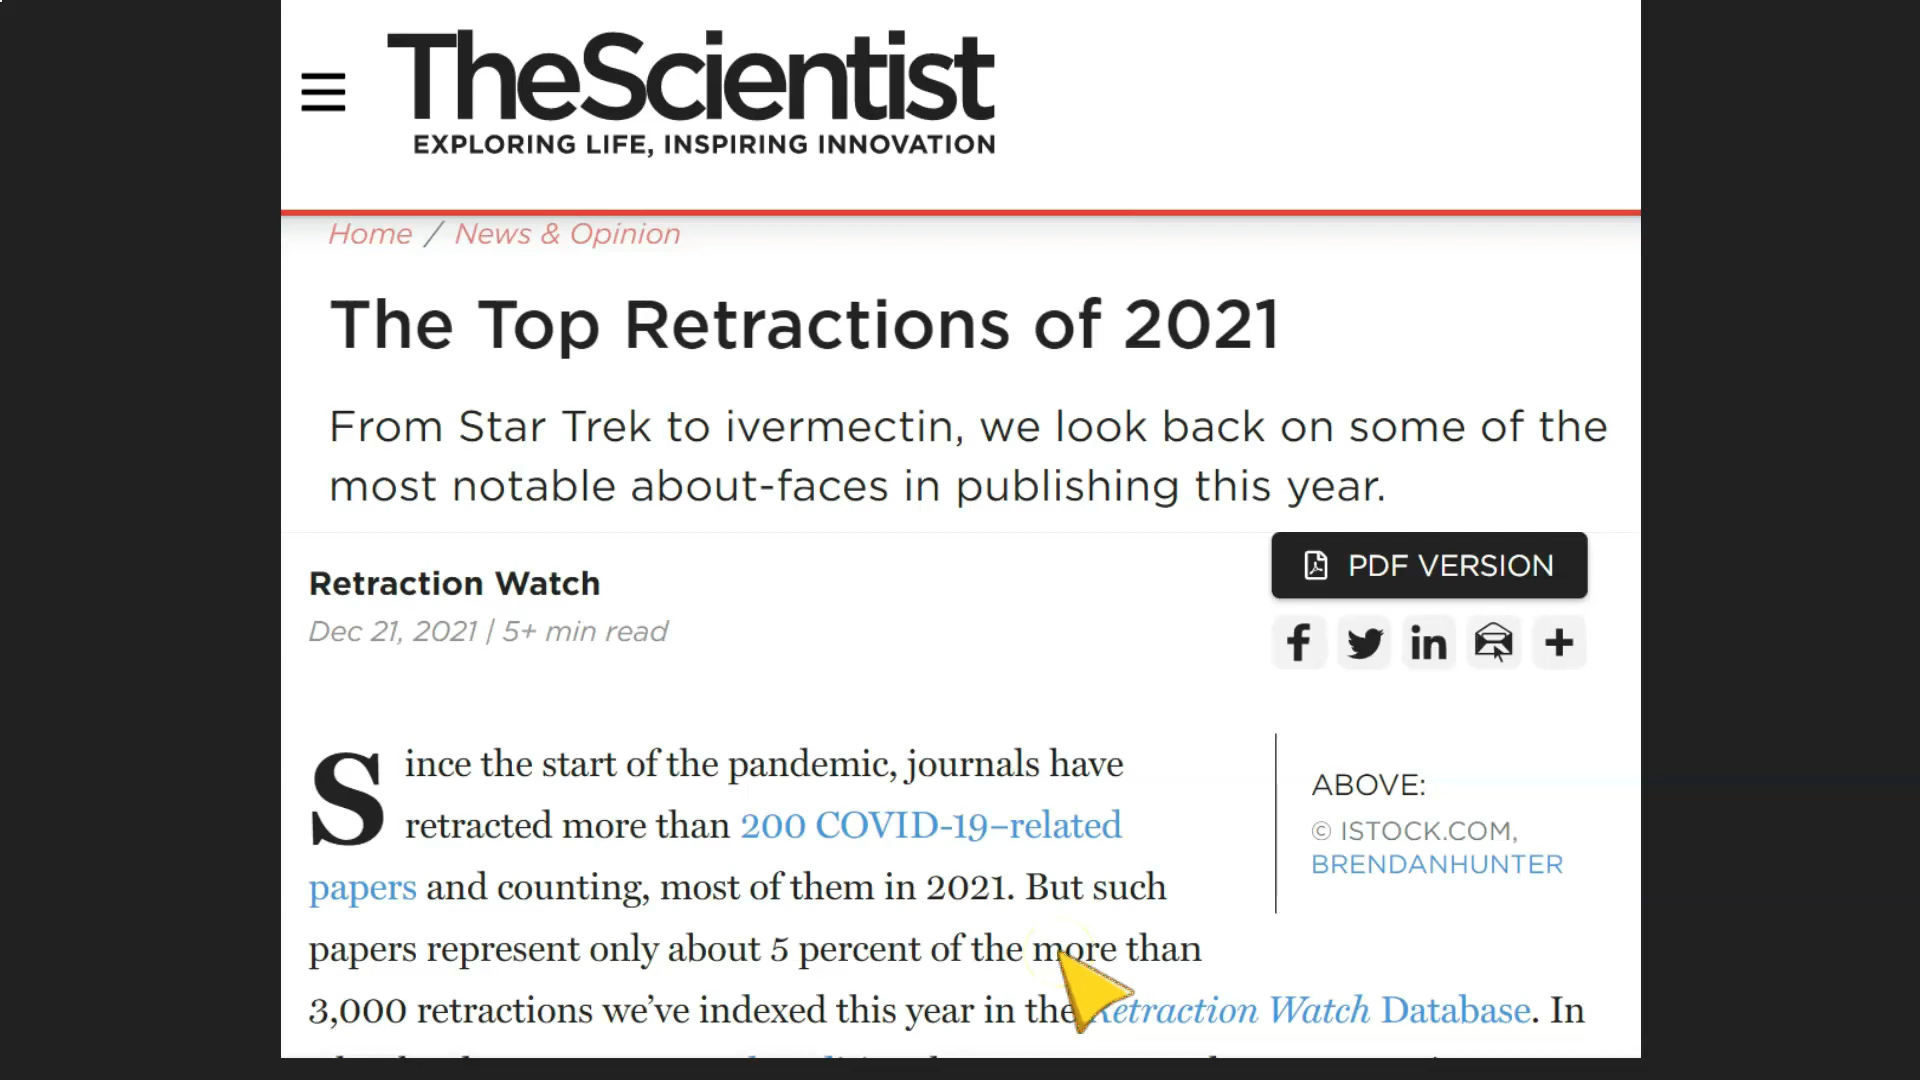 TheScientist
EXPLORING LIFE, INSPIRING INNOVATION
Home / News & Opinion
The Top Retractions of 2021
From Star Trek to ivermectin, we look back on some of the
most notable about-faces in publishing this year.
PDF VERSION
Retraction Watch
Dec 21, 2021 | 5+ min read
Since the start of the pandemic, journals have
retracted more than 200 COVID-19–related
papers and counting, most of them in 2021. But such
papers represent only about 5 percent of the more than
3,000 retractions we’ve indexed this year in the Retraction Watch Database. In
ABOVE:
© ISTOCK.COM,
BRENDANHUNTER